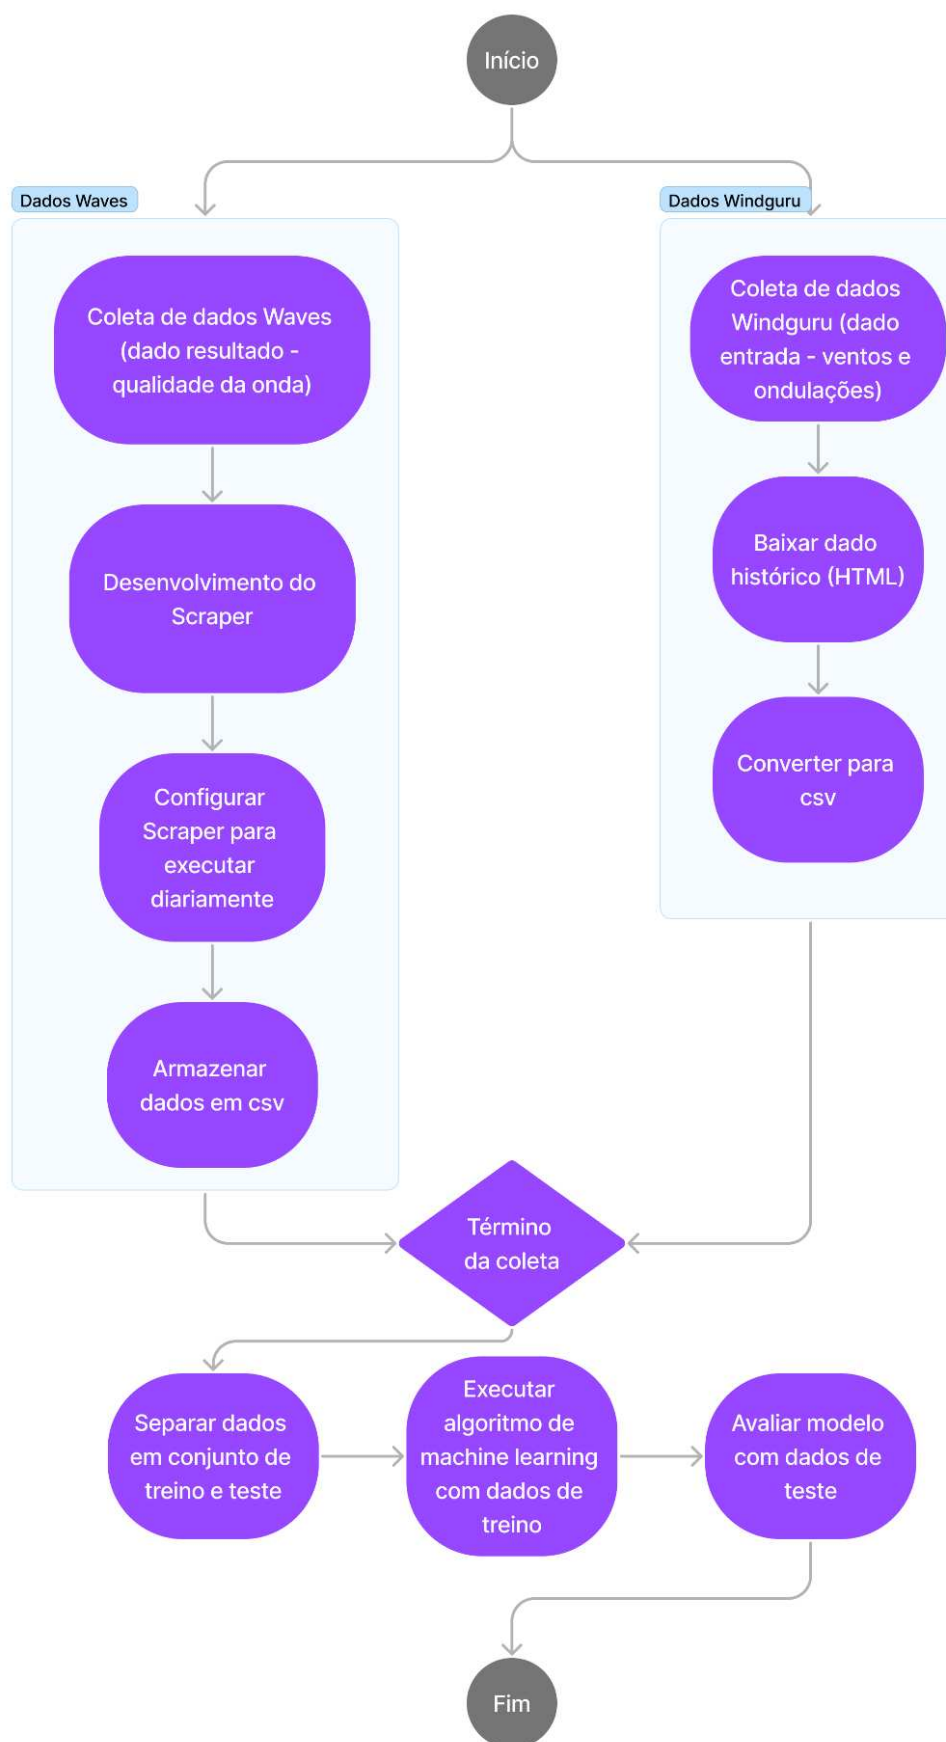 Início
Dados Waves
Coleta de dados Waves
(dado resultado -
qualidade da onda)
Desenvolvimento do
Scraper
Configurar
Scraper para
executar
diariamente
Armazenar
dados em csv
Dados Windguru
Coleta de dados
Windguru (dado
entrada - ventos e
ondulações)
Baixar dado
histórico (HTML)
Converter para
csv
Término
da coleta
Separar dados
em conjunto de
treino e teste
Executar
algoritmo de
machine learning
com dados de
treino
Avaliar modelo
com dados de
teste
Fim